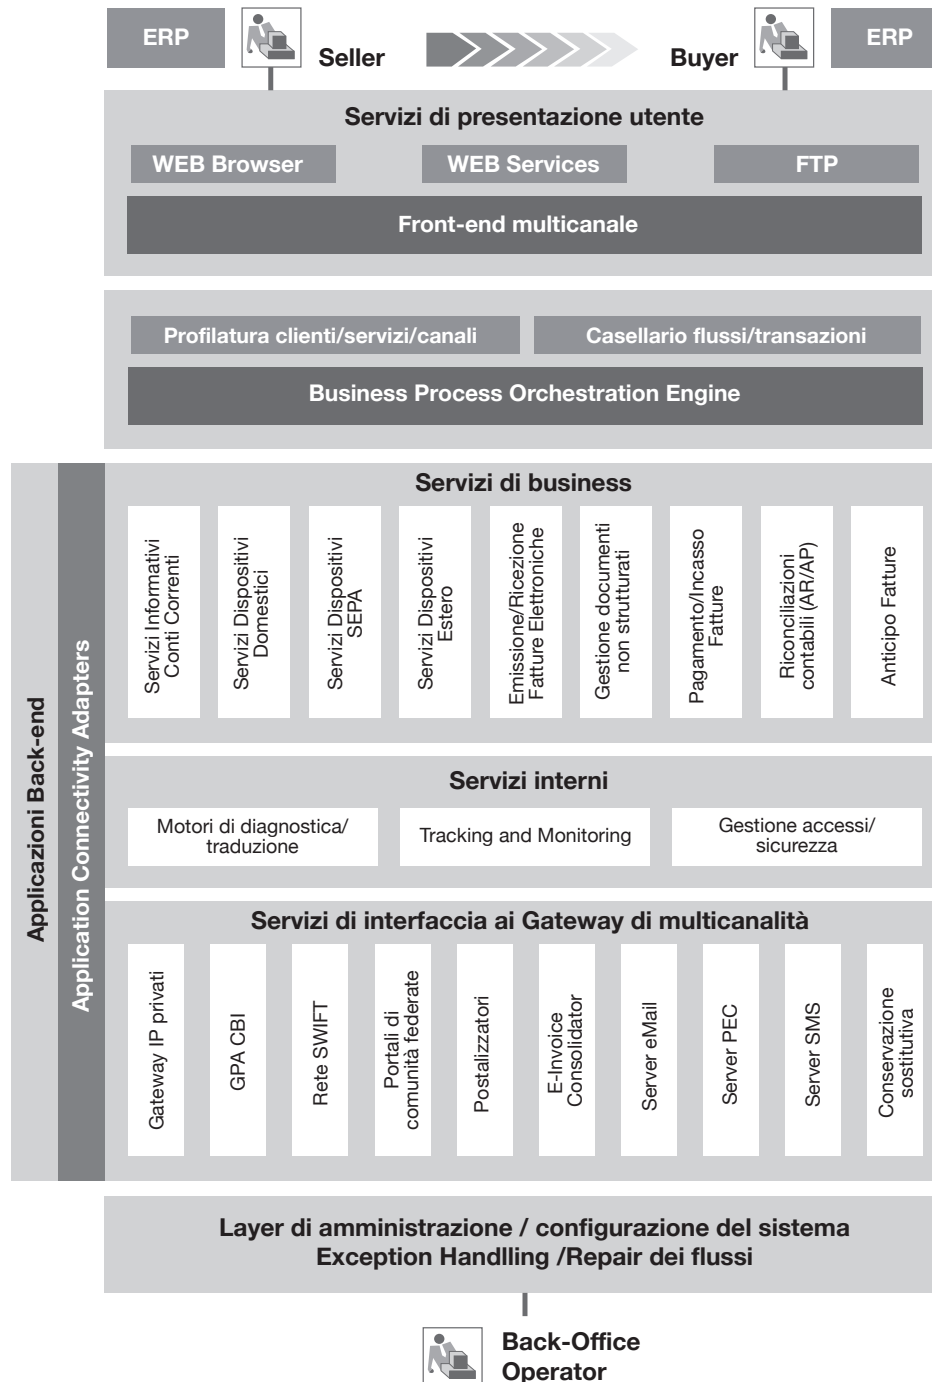 ERP
Seller
Buyer
ERP
Servizi di presentazione utente
WEB Browser
WEB Services
FTP
Front-end multicanale
Profilatura clienti/servizi/canali
Casellario flussi/transazioni
Business Process Orchestration Engine
Applicazioni Back-end
Application Connectivity Adapters
Servizi di business
Servizi Informativi
Conti Correnti
Servizi Dispositivi
Domestici
Servizi Dispositivi
SEPA
Servizi Dispositivi
Estero
Emissione/Ricezione
Fatture Elettroniche
Gestione documenti
non strutturati
Pagamento/Incasso
Fatture
Riconciliazioni
contabili (AR/AP)
Anticipo Fatture
Servizi interni
Motori di diagnostica/
traduzione
Tracking and Monitoring
Gestione accessi/
sicurezza
Servizi di interfaccia ai Gateway di multicanalità
Gateway IP privati
GPA CBI
Rete SWIFT
Portali di
comunità federate
Postalizzatori
E-Invoice
Consolidator
Server eMail
Server PEC
Server SMS
Conservazione
sostitutiva
Layer di amministrazione / configurazione del sistema
Exception Handlling /Repair dei flussi
Back-Office
Operator